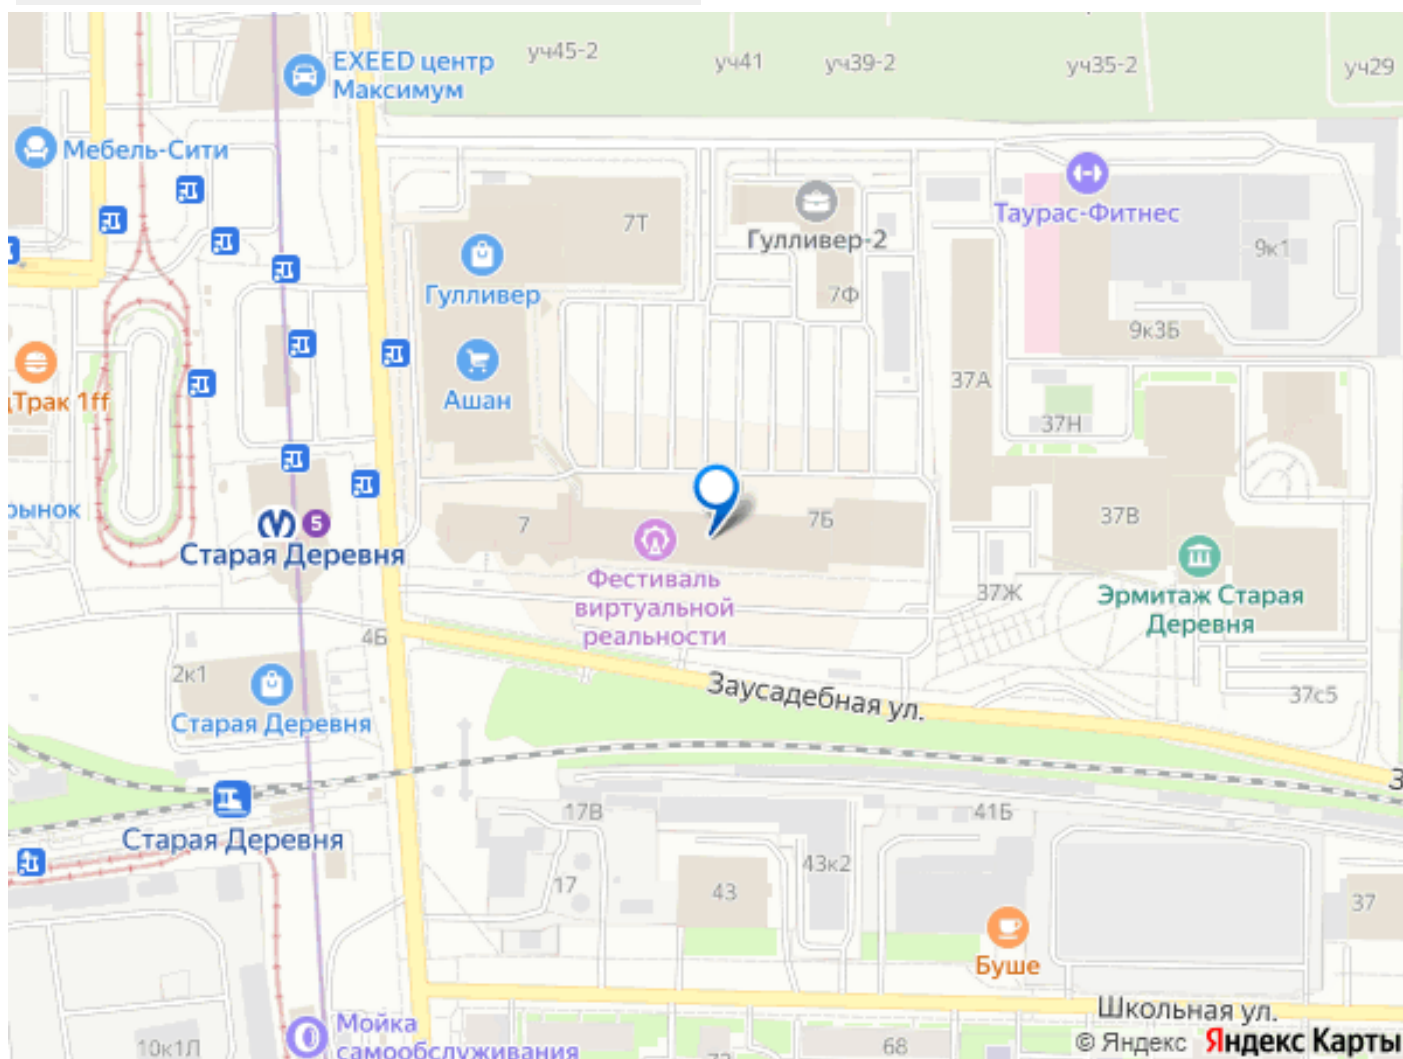 уч45-2
уч41
уч39-2
уч35-2
уч29
EXEED центр
Максимум
Мебель-Сити
Таурас-Фитнес
7Т
Гулливер-2
9к1
Гулливер
7Ф
9к3Б
37А
Трак 1ff
Ашан
37Н
рынок
7
7Б
37В
5
Старая Деревня
Фестиваль
виртуальной
реальности
37Ж
Эрмитаж Старая
Деревня
4Б
2к1
Заусадебная ул.
37с5
Старая Деревня
З
17В
41Б
Старая Деревня
43к2
17
43
37
Буше
Школьная ул.
Мойка
самообслуживания
10к1Л
68
© Яндекс Яндекс Карты